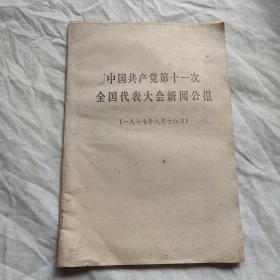 中国共产党第十一次
全国代表大会新闻公报
（一九七七年八月十八日）